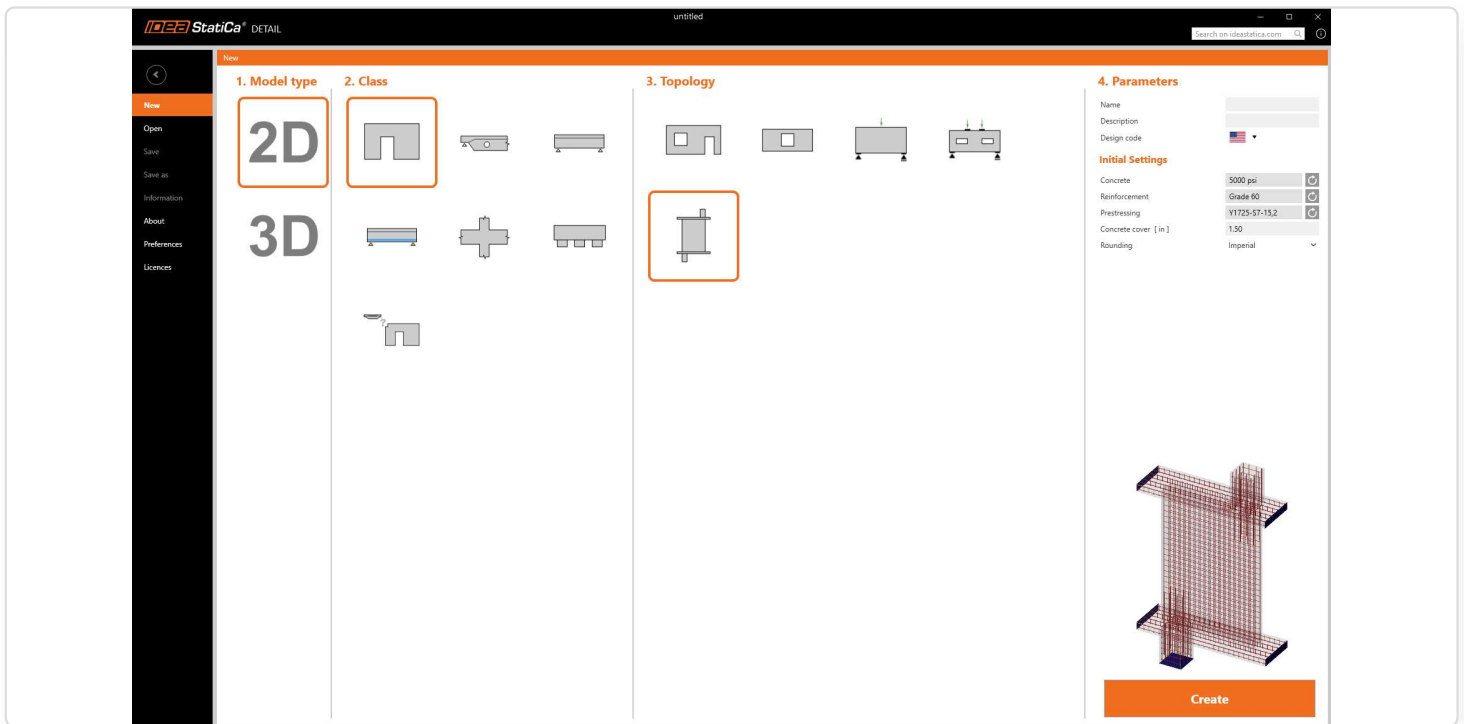 untitled
IDEA StatiCa® DETAIL
Search on ideastatica.com
New
New
Open
Save
Save as
Information
About
Preferences
Licences
1. Model type
2D
3D
2. Class
?
3. Topology
4. Parameters
Name
Description
Design code
Initial Settings
Concrete 5000 psi
Reinforcement Grade 60
Prestressing Y1725-S7-15,2
Concrete cover [ in ] 1.50
Rounding Imperial
Create